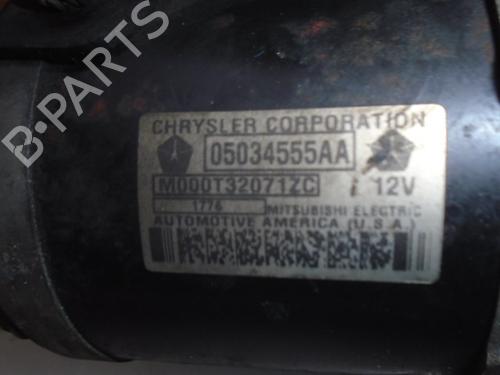 B-PARTS
CHRYSLER CORPORATION
05034555AA
M000T32071ZC 12V
1776 MITSUBISHI ELECTRIC
AUTOMOTIVE AMERICA (U.S.A.)